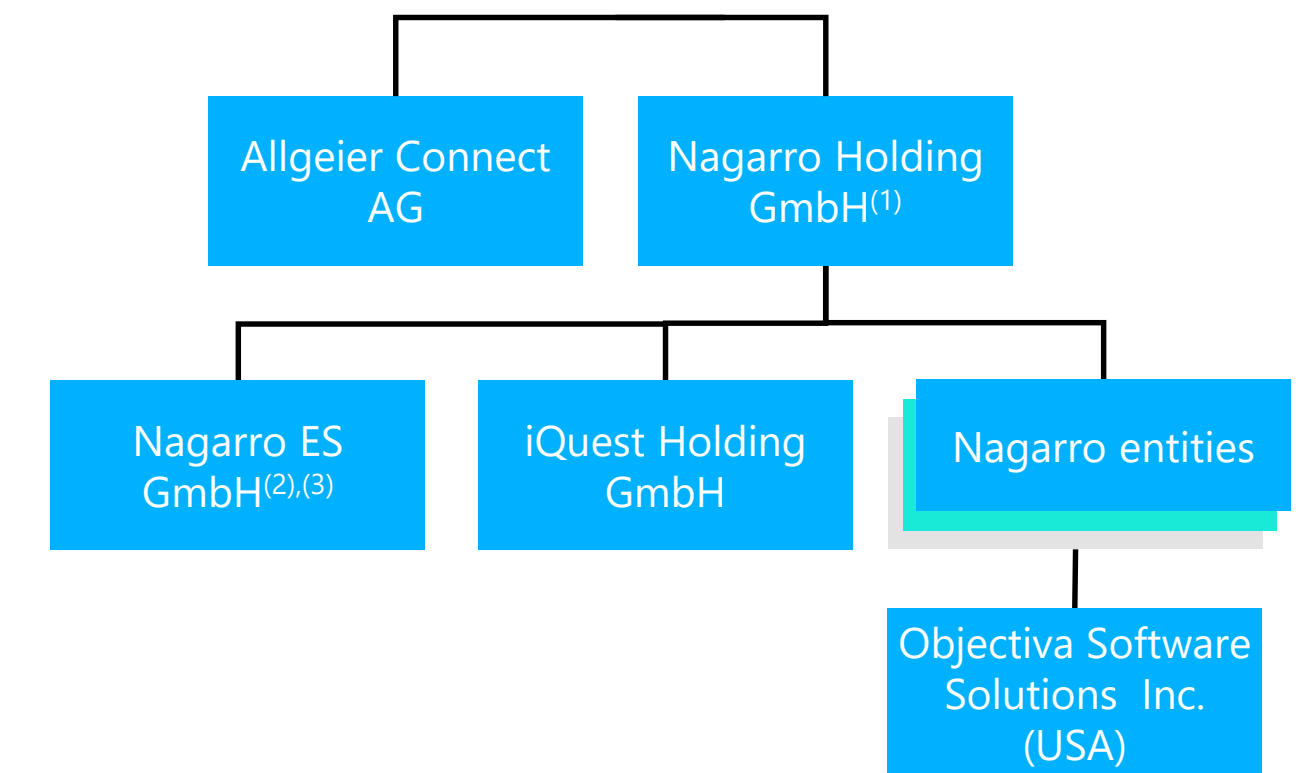 Allgeier Connect
AG
Nagarro Holding
GmbH(1)
Nagarro ES
GmbH(2),(3)
iQuest Holding
GmbH
Nagarro entities
Objectiva Software
Solutions  Inc.
(USA)